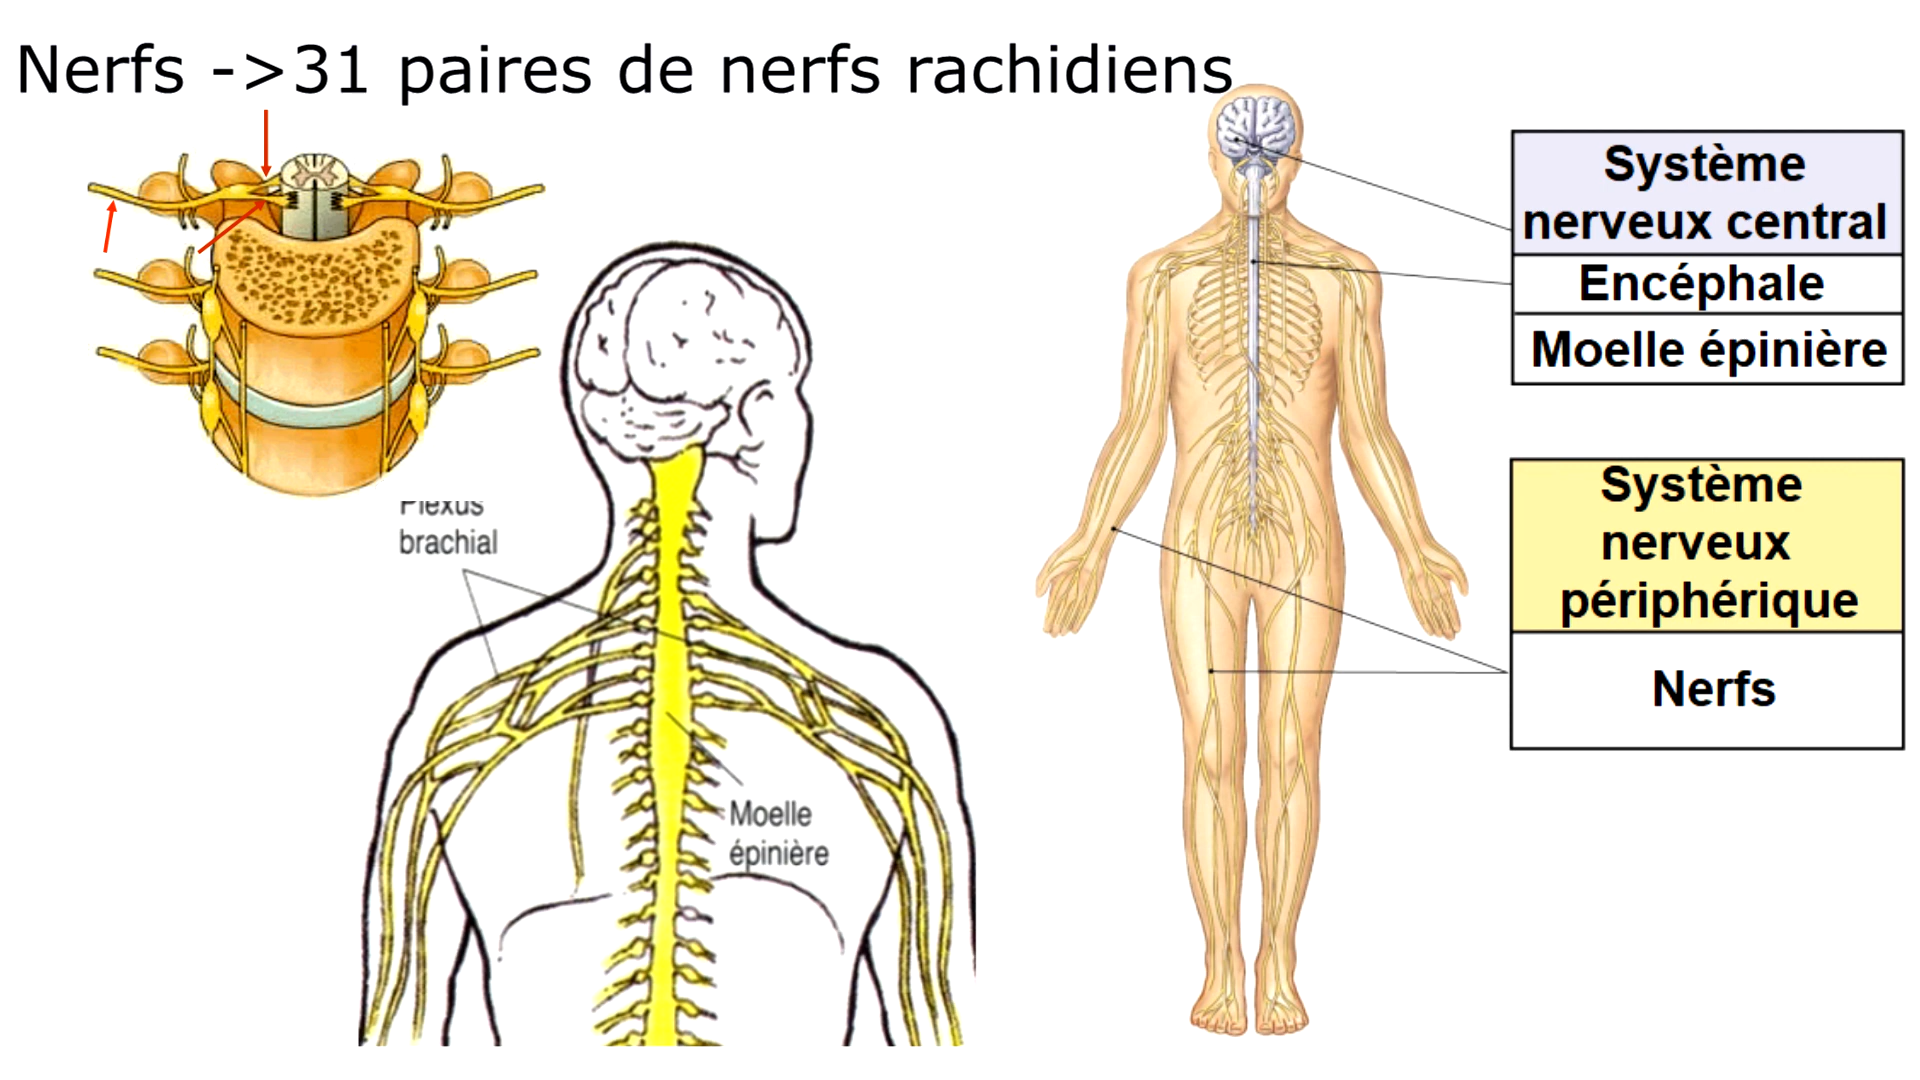 Nerfs ->31 paires de nerfs rachidiens
Plexus
brachial
Moelle
épinière
Système
nerveux central
Encéphale
Moelle épinière
Système
nerveux
périphérique
Nerfs